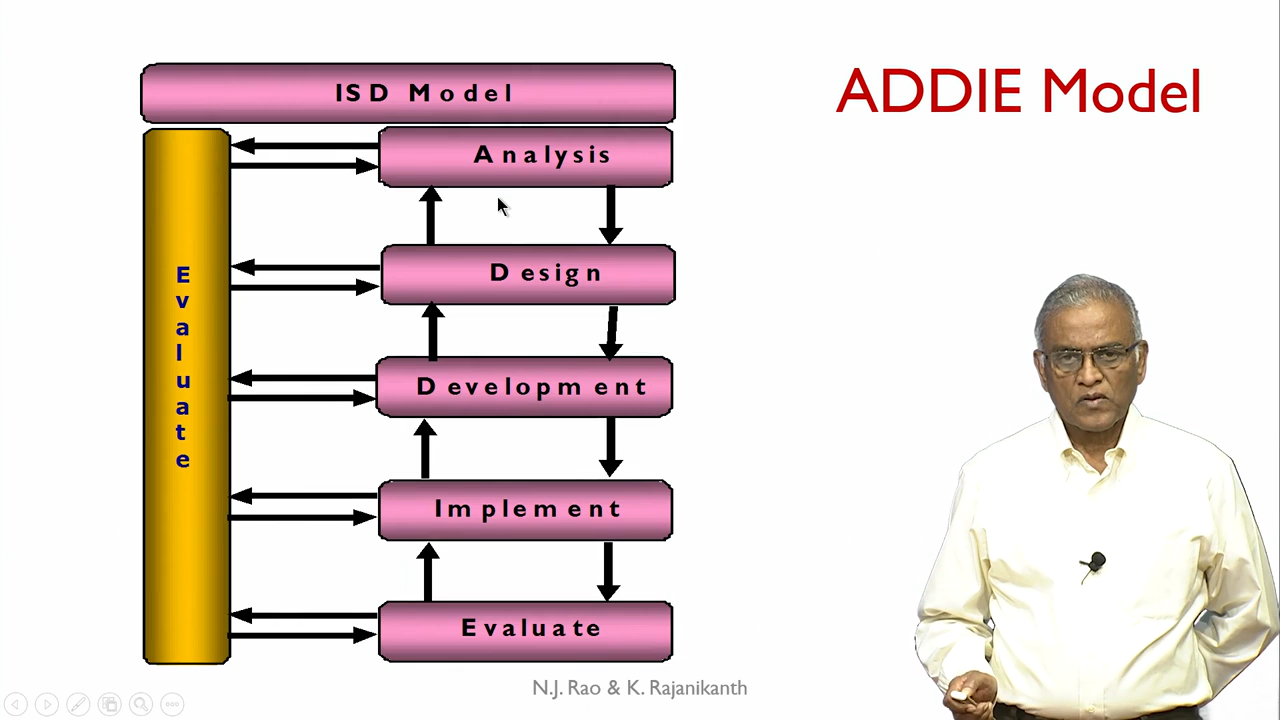 ISD Model
ADDIE Model
Analysis
Design
Development
Implement
Evaluate
Evaluate
N.J. Rao & K. Rajanikanth